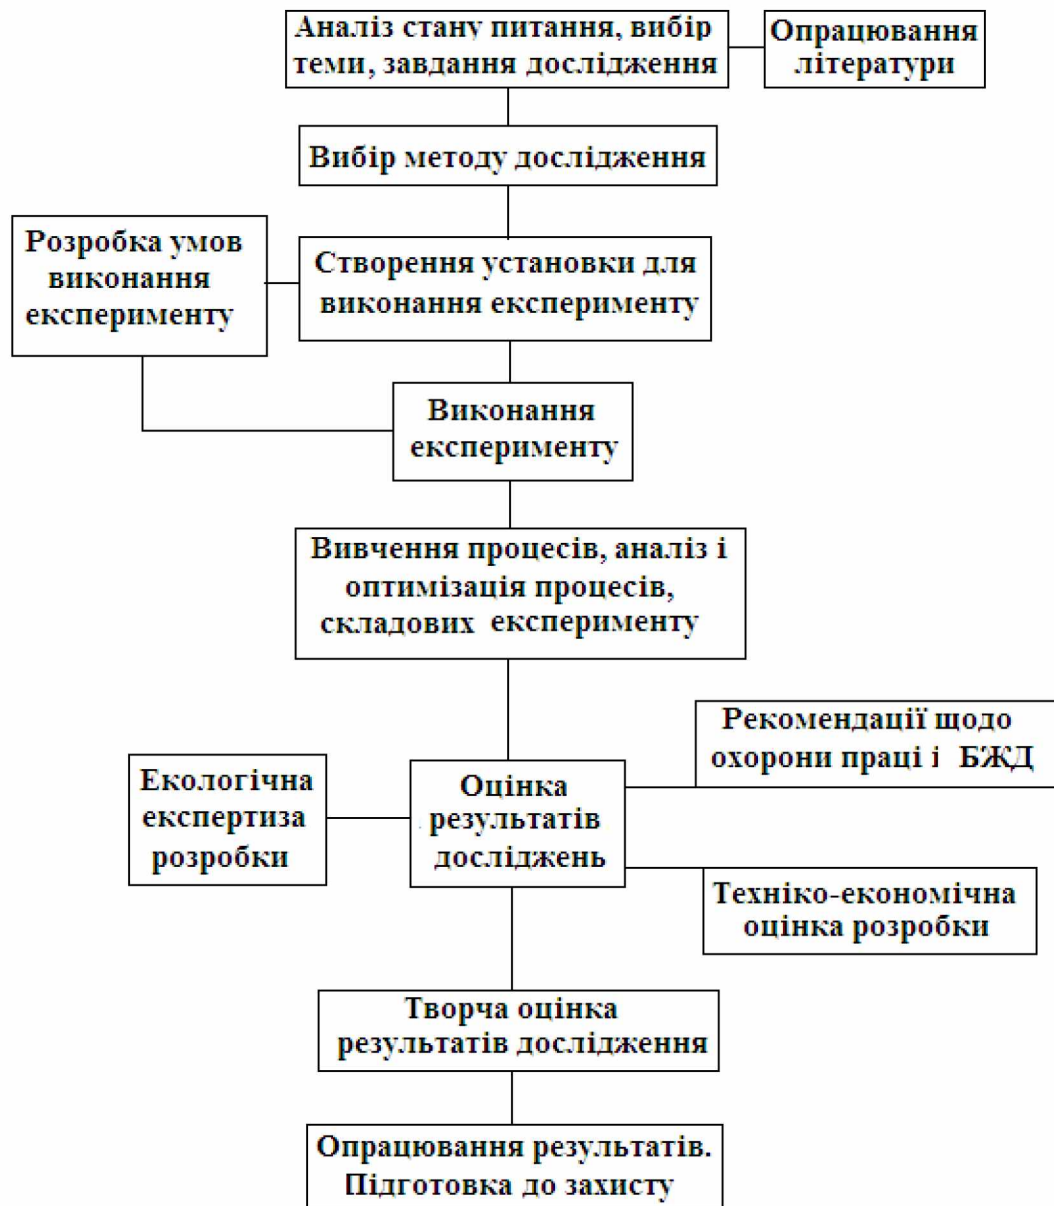 Аналіз стану питання, вибір
теми, завдання дослідження
Опрацювання
літератури
Вибір методу дослідження
Розробка умов
виконання
експерименту
Створення установки для
виконання експерименту
Виконання
експерименту
Вивчення процесів, аналіз і
оптимізація процесів,
складових експерименту
Рекомендації щодо
охорони праці і БЖД
Екологічна
експертиза
розробки
Оцінка
результатів
досліджень
Техніко-економічна
оцінка розробки
Творча оцінка
результатів дослідження
Опрацювання результатів.
Підготовка до захисту